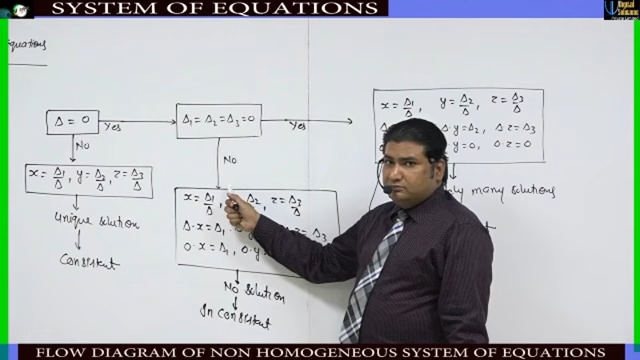 SYSTEM OF EQUATIONS
Digital
Equations
Δ = 0
Yes
Δ₁ = Δ₂ = Δ₃ = 0
Yes
x = Δ₁/Δ, y = Δ₂/Δ, z = Δ₃/Δ
y = Δ₂ Δ z = Δ₃
y = 0, 0·z = 0
many solutions
No
x = Δ₁/Δ, y = Δ₂/Δ, z = Δ₃/Δ
Unique solution
Consistent
No
x = Δ₁/Δ, Δ₂/Δ, z = Δ₃/Δ
Δ·x = Δ₁ z = Δ₃
0·x = Δ₁, 0·y
No solution
In consistent
FLOW DIAGRAM OF NON HOMOGENEOUS SYSTEM OF EQUATIONS